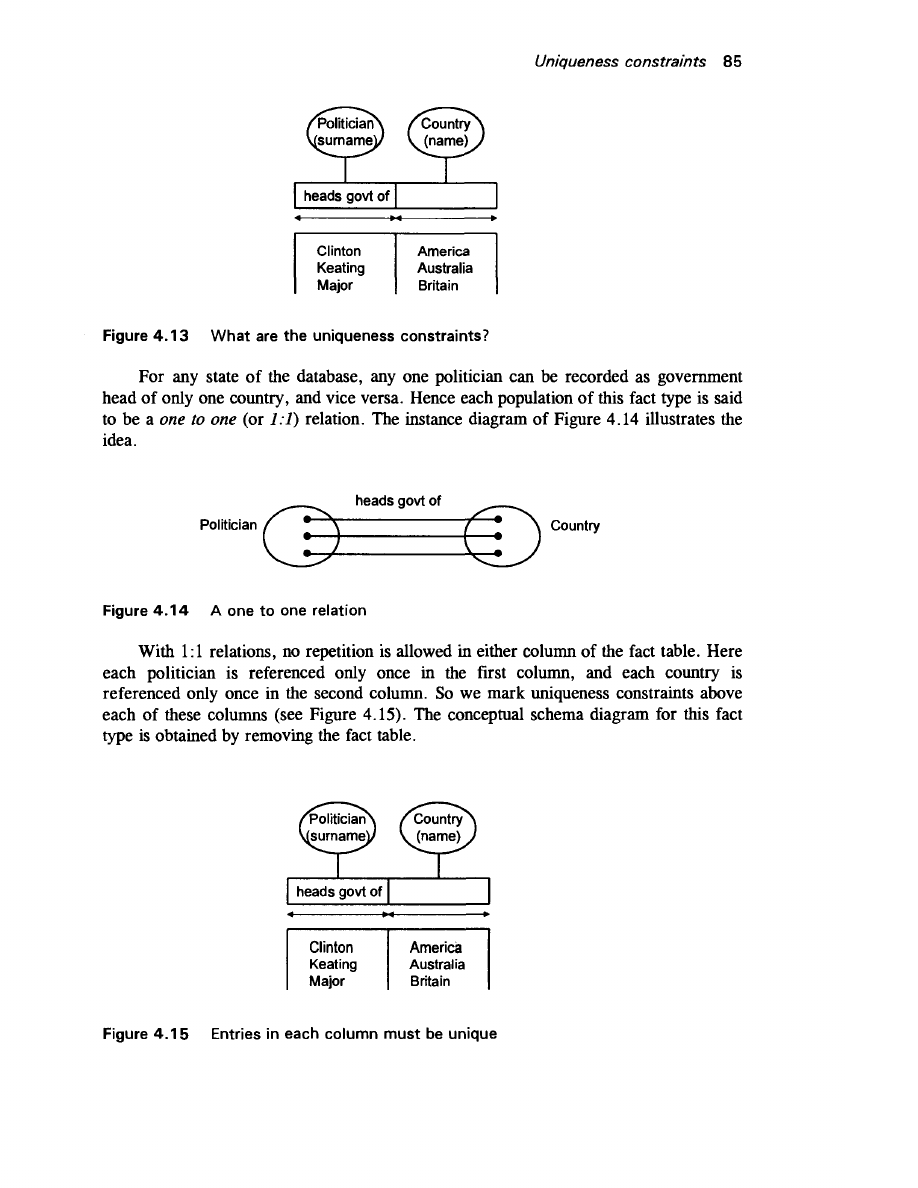 Uniqueness constraints 85
Politician Country
(surname) (name)
heads govt of
Clinton America
Keating Australia
Major Britain
Figure 4.13 What are the uniqueness constraints?
For any state of the database, any one politician can be recorded as government
head of only one country, and vice versa. Hence each population of this fact type is said
to be a one to one (or 1:1) relation. The instance diagram of Figure 4.14 illustrates the
idea.
heads govt of
Politician Country
Figure 4.14 A one to one relation
With 1:1 relations, no repetition is allowed in either column of the fact table. Here
each politician is referenced only once in the first column, and each country is
referenced only once in the second column. So we mark uniqueness constraints above
each of these columns (see Figure 4.15). The conceptual schema diagram for this fact
type is obtained by removing the fact table.
Politician Country
(surname) (name)
heads govt of
Clinton America
Keating Australia
Major Britain
Figure 4.15 Entries in each column must be unique